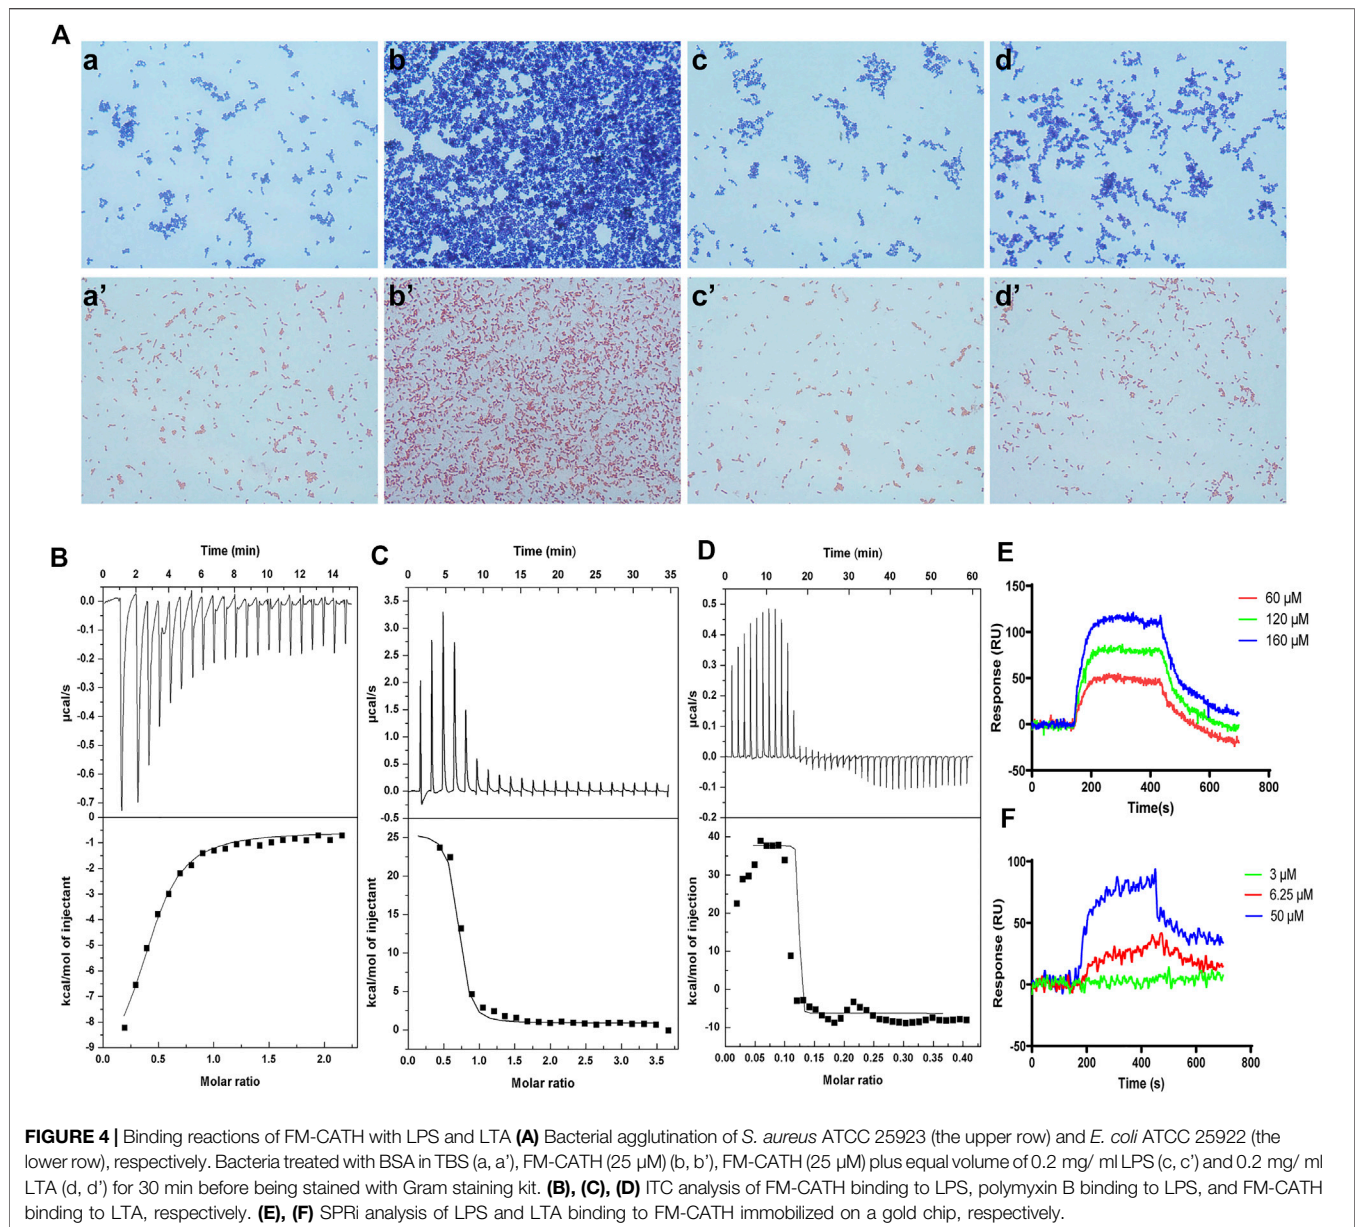 A
a
b
c
d
a’
b’
c’
d’
B
Time (min)
0 2 4 6 8 10 12 14
0.0
-0.1
-0.2
-0.3
-0.4
-0.5
-0.6
-0.7
µcal/s
0
-1
-2
-3
-4
-5
-6
-7
-8
-9
kcal/mol of injectant
0.0 0.5 1.0 1.5 2.0
Molar ratio
C
Time (min)
0 5 10 15 20 25 30 35
3.5
3.0
2.5
2.0
1.5
1.0
0.5
0.0
-0.5
µcal/s
25
20
15
10
5
0
kcal/mol of injectant
0.0 0.5 1.0 1.5 2.0 2.5 3.0 3.5
Molar ratio
D
Time (min)
0 10 20 30 40 50 60
0.5
0.4
0.3
0.2
0.1
0.0
-0.1
-0.2
µcal/s
40
30
20
10
0
-10
kcal/mol of injection
0.00 0.05 0.10 0.15 0.20 0.25 0.30 0.35 0.40
Molar ratio
E
150
100
50
0
-50
Response (RU)
0 200 400 600 800
Time(s)
60 µM
120 µM
160 µM
F
100
50
0
-50
Response (RU)
0 200 400 600 800
Time (s)
3 µM
6.25 µM
50 µM
FIGURE 4 | Binding reactions of FM-CATH with LPS and LTA (A) Bacterial agglutination of S. aureus ATCC 25923 (the upper row) and E. coli ATCC 25922 (the
lower row), respectively. Bacteria treated with BSA in TBS (a, a’), FM-CATH (25 µM) (b, b’), FM-CATH (25 µM) plus equal volume of 0.2 mg/ ml LPS (c, c’) and 0.2 mg/ ml
LTA (d, d’) for 30 min before being stained with Gram staining kit. (B), (C), (D) ITC analysis of FM-CATH binding to LPS, polymyxin B binding to LPS, and FM-CATH
binding to LTA, respectively. (E), (F) SPRi analysis of LPS and LTA binding to FM-CATH immobilized on a gold chip, respectively.